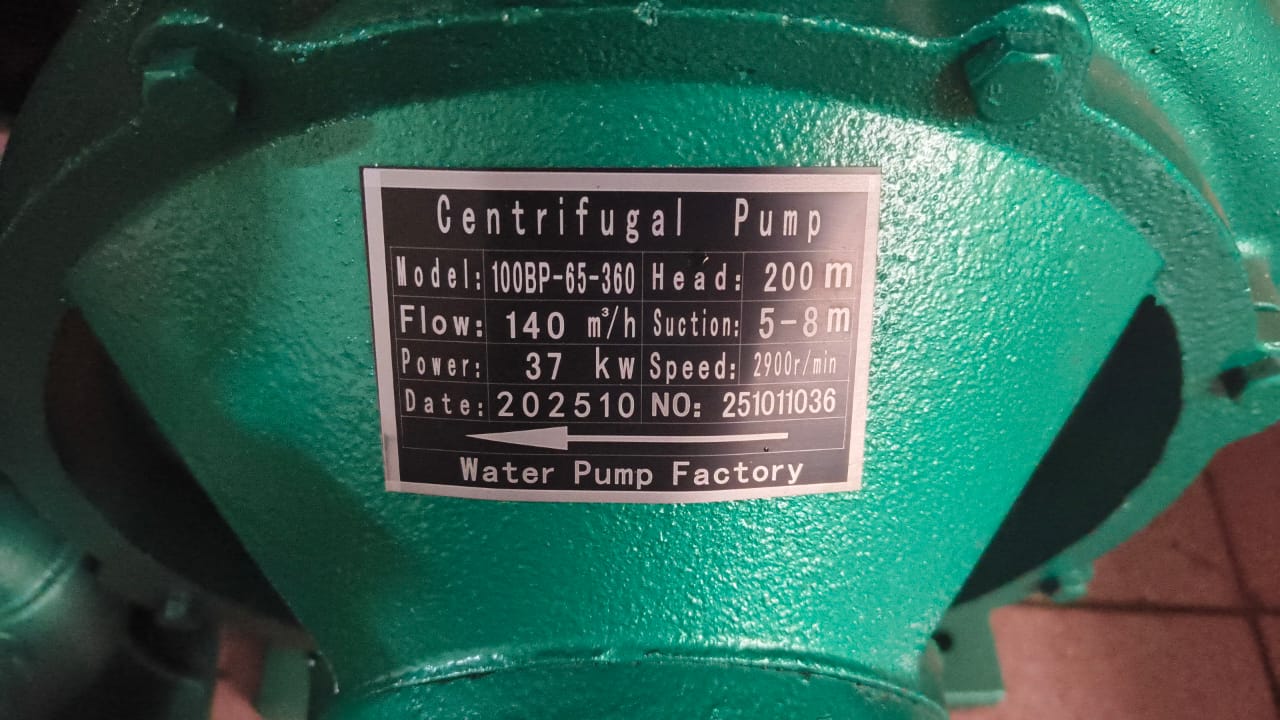 Centrifugal Pump
Model: 100BP-65-360 Head: 200 m
Flow: 140 m³/h Suction: 5-8 m
Power: 37 kw Speed: 2900r/min
Date: 202510 NO: 251011036
Water Pump Factory